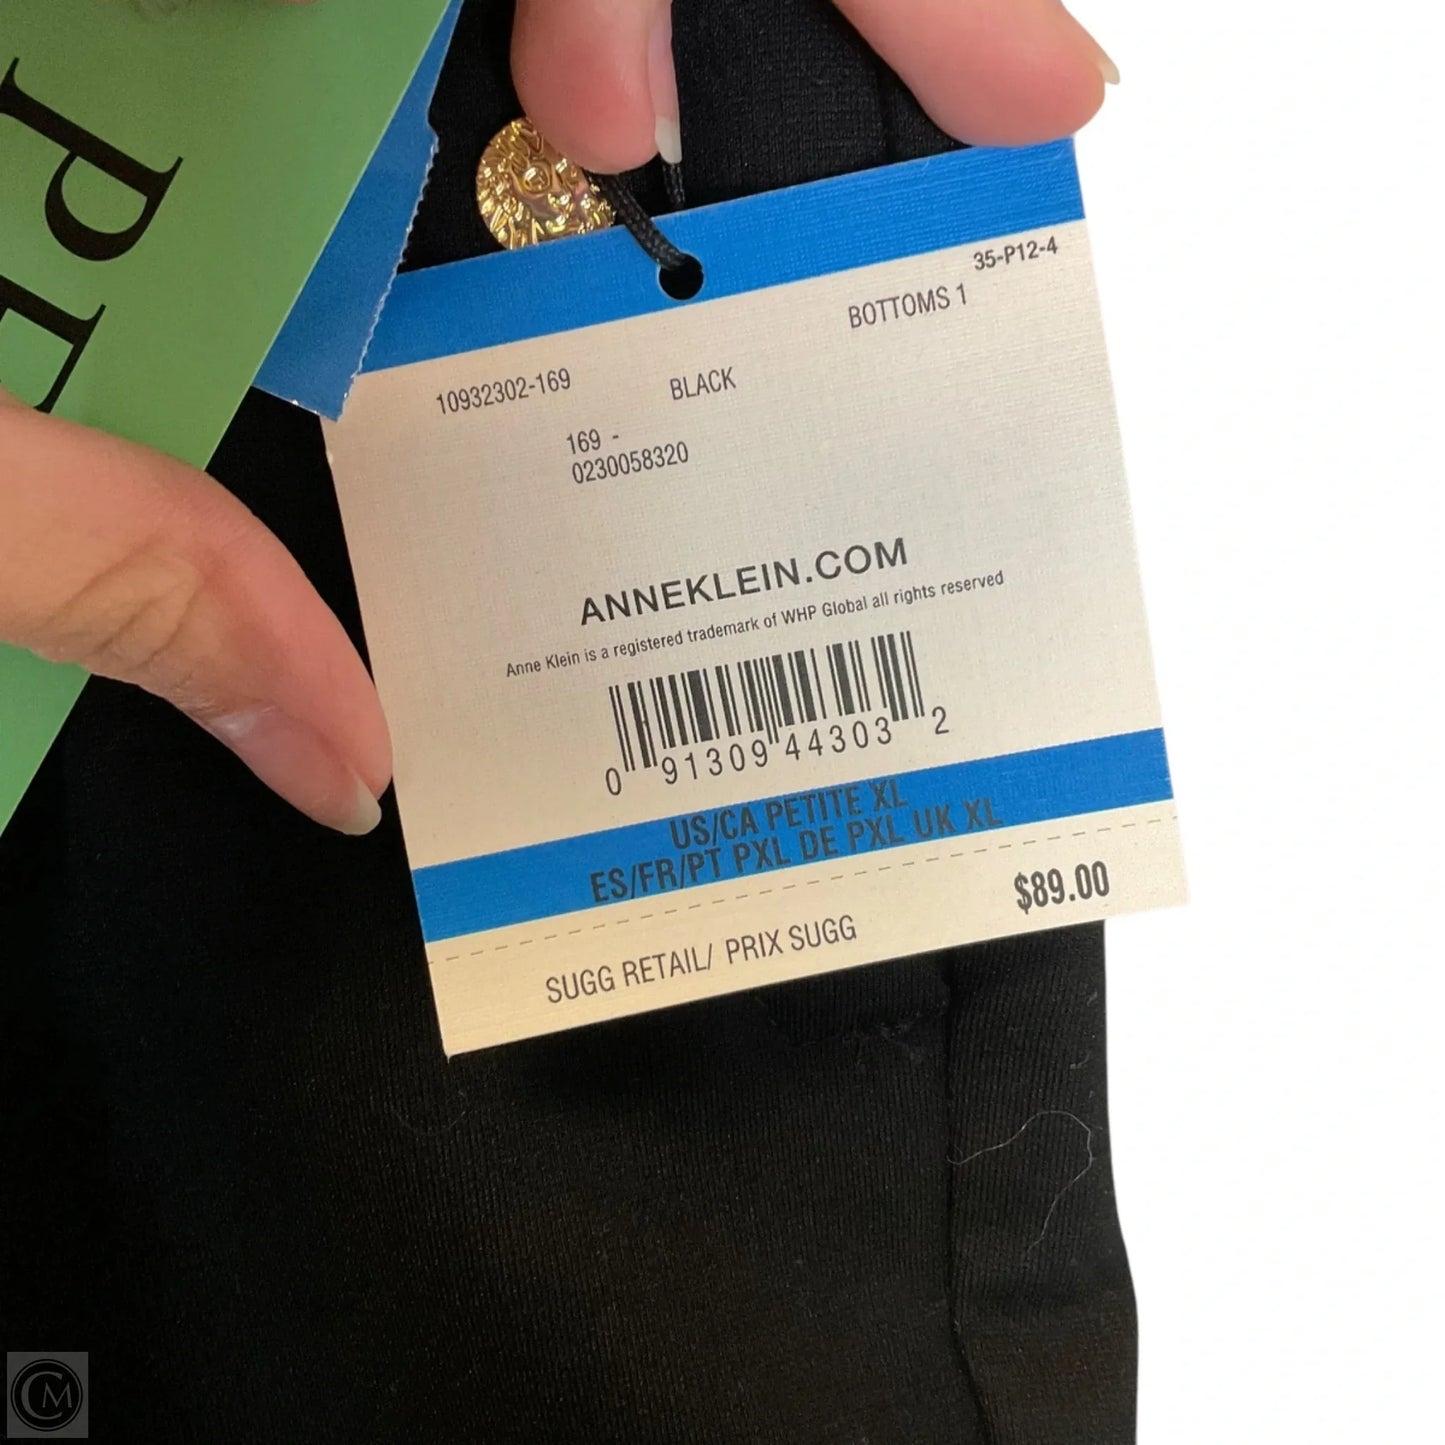 PE
35-P12-4
BOTTOMS 1
10932302-169 BLACK
169 -
0230058320
ANNEKLEIN.COM
Anne Klein is a registered trademark of WHP Global all rights reserved
0 91309 44303 2
US/CA PETITE XL
ES/FR/PT PXL DE PXL UK XL
$89.00
SUGG RETAIL/ PRIX SUGG
CM